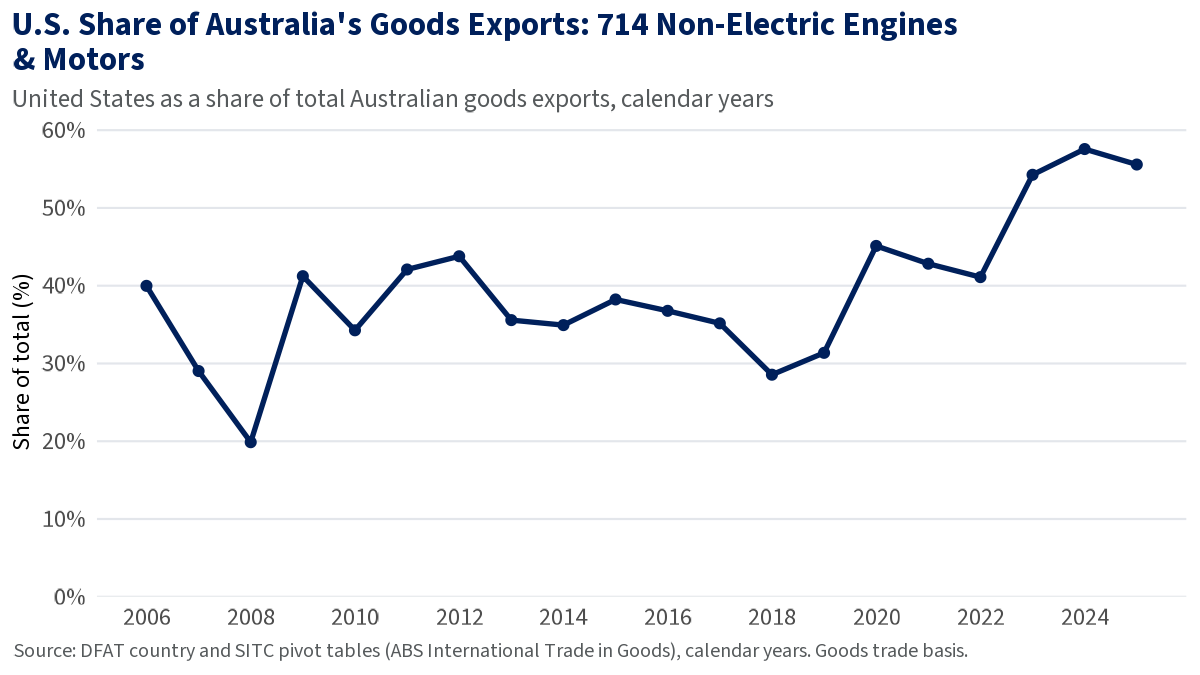 U.S. Share of Australia's Goods Exports: 714 Non-Electric Engines
& Motors
United States as a share of total Australian goods exports, calendar years
Share of total (%)
60%
50%
40%
30%
20%
10%
0%
2006 2008 2010 2012 2014 2016 2018 2020 2022 2024
Source: DFAT country and SITC pivot tables (ABS International Trade in Goods), calendar years. Goods trade basis.